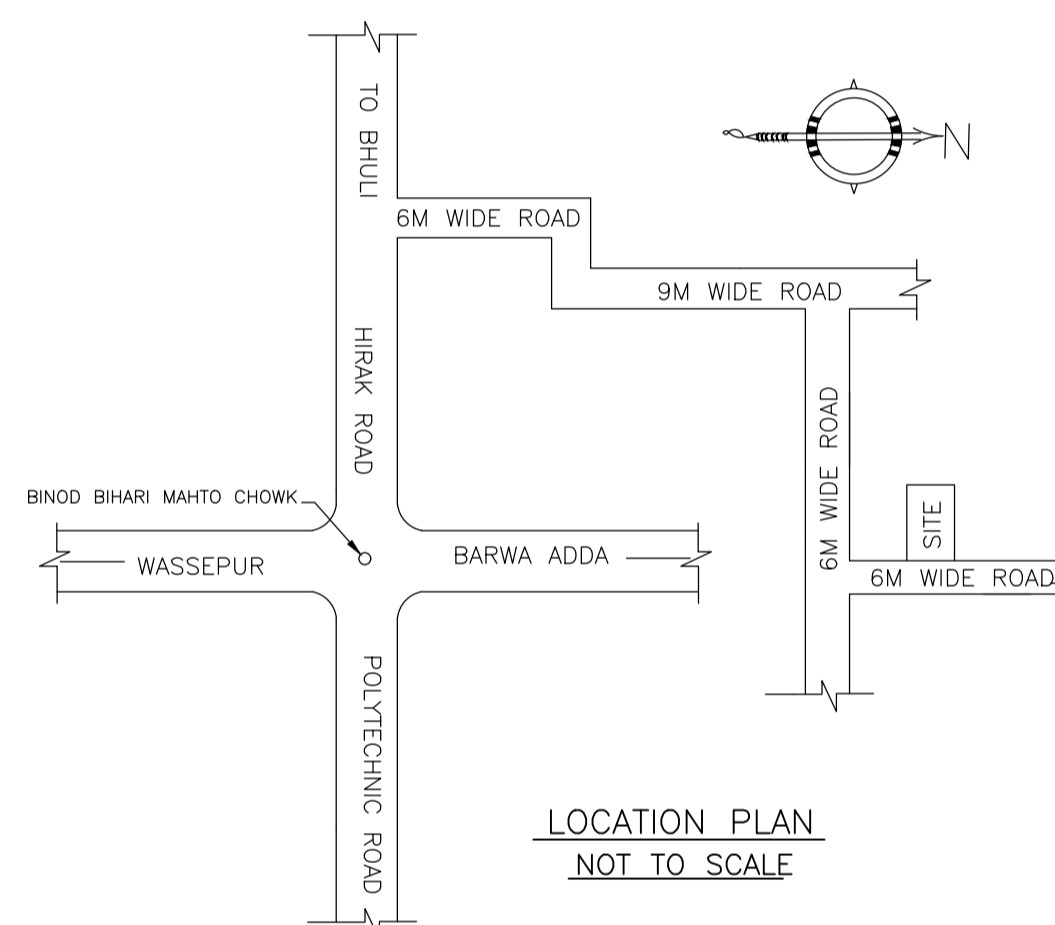 TO BHULI
N
6M WIDE ROAD
9M WIDE ROAD
HIRAK ROAD
6M WIDE ROAD
BINOD BIHARI MAHTO CHOWK
SITE
WASSEPUR
BARWA ADDA
6M WIDE ROAD
POLYTECHNIC ROAD
LOCATION PLAN
NOT TO SCALE